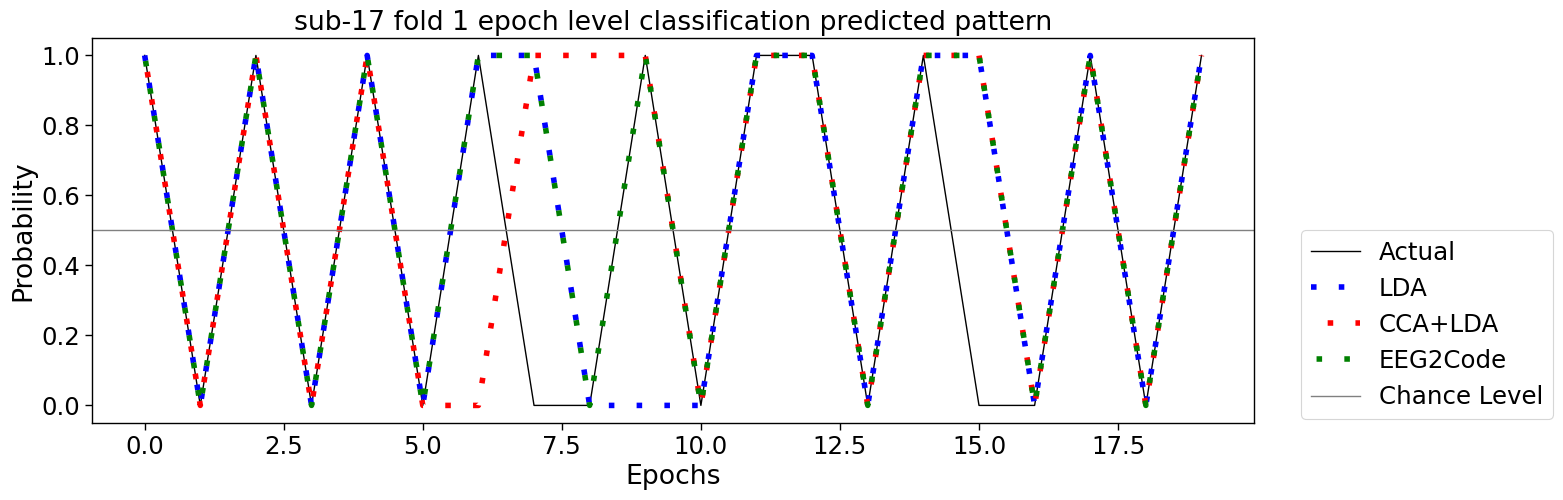 sub-17 fold 1 epoch level classification predicted pattern
Probability
1.0
0.8
0.6
0.4
0.2
0.0
0.0 2.5 5.0 7.5 10.0 12.5 15.0 17.5
Epochs
Actual
LDA
CCA+LDA
EEG2Code
Chance Level